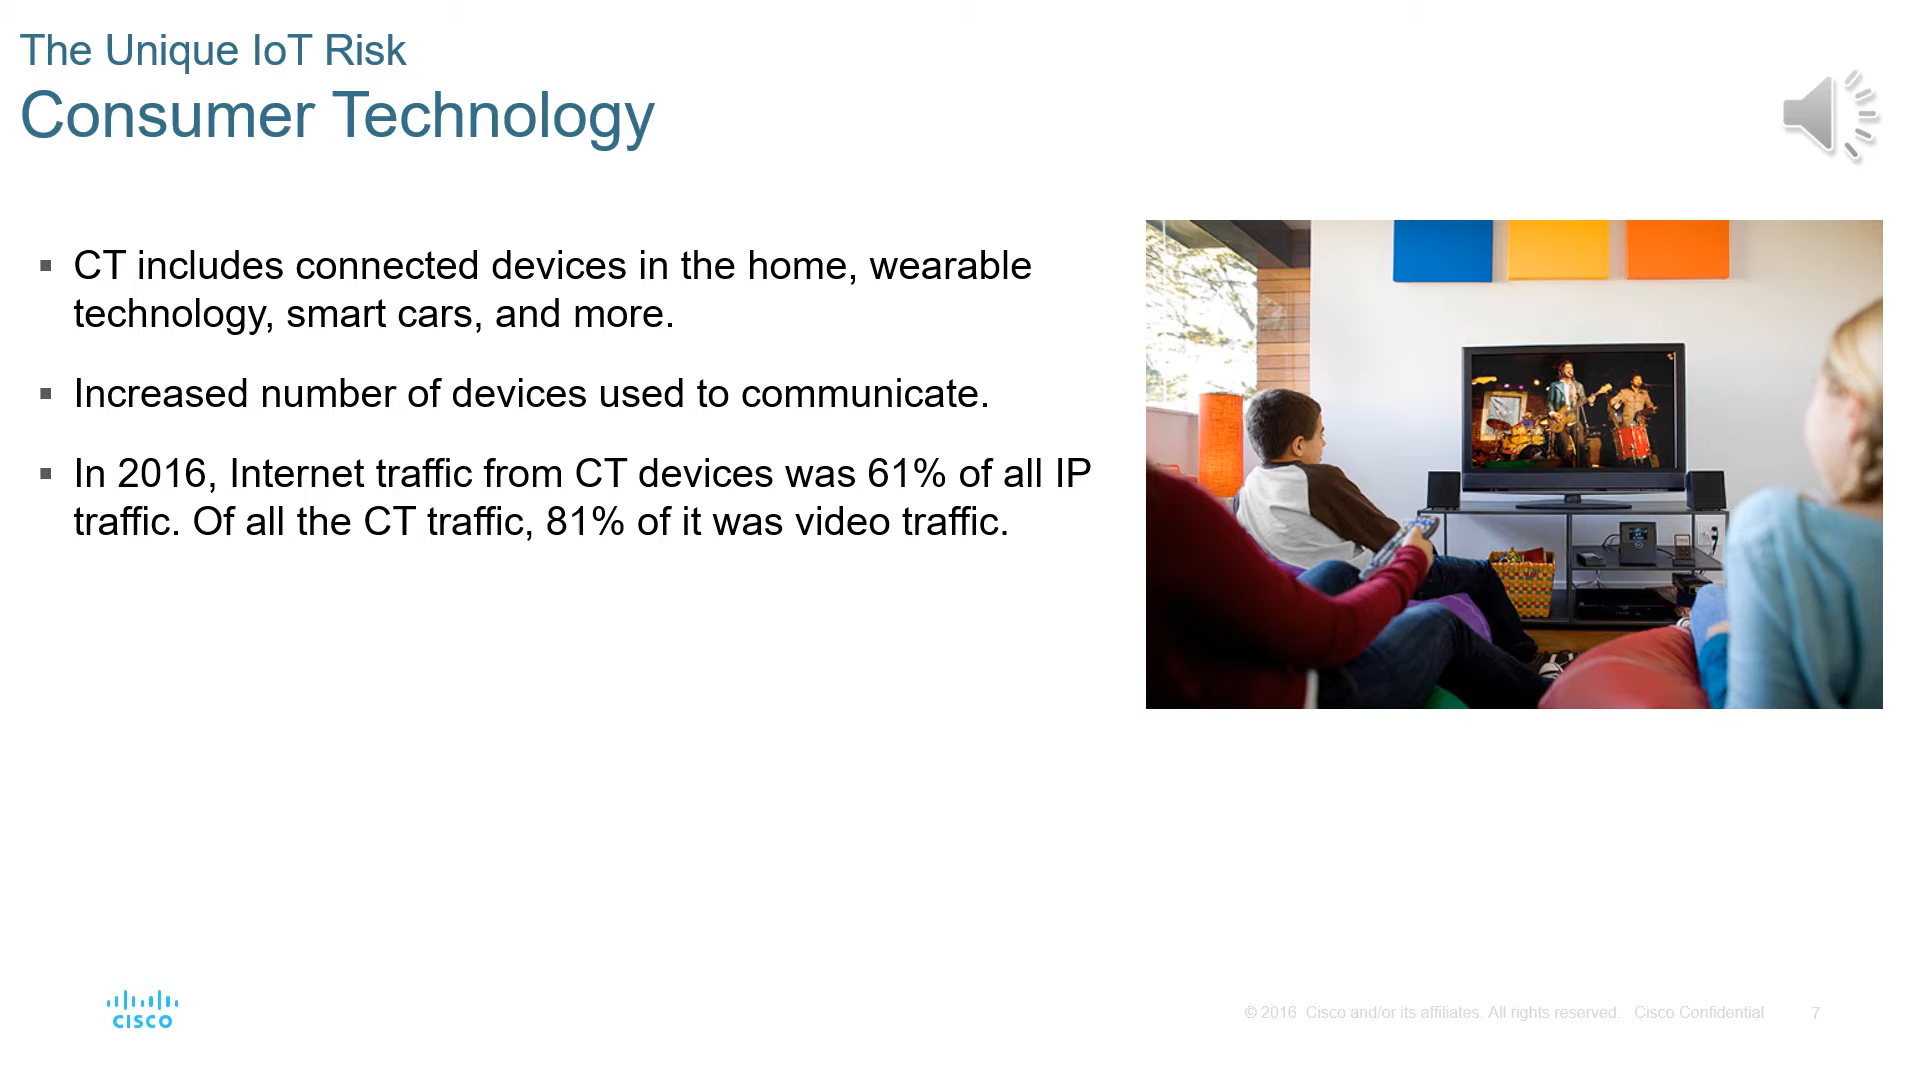 The Unique IoT Risk
Consumer Technology
▪ CT includes connected devices in the home, wearable
technology, smart cars, and more.
▪ Increased number of devices used to communicate.
▪ In 2016, Internet traffic from CT devices was 61% of all IP
traffic. Of all the CT traffic, 81% of it was video traffic.
CISCO
© 2016 Cisco and/or its affiliates. All rights reserved. Cisco Confidential 7